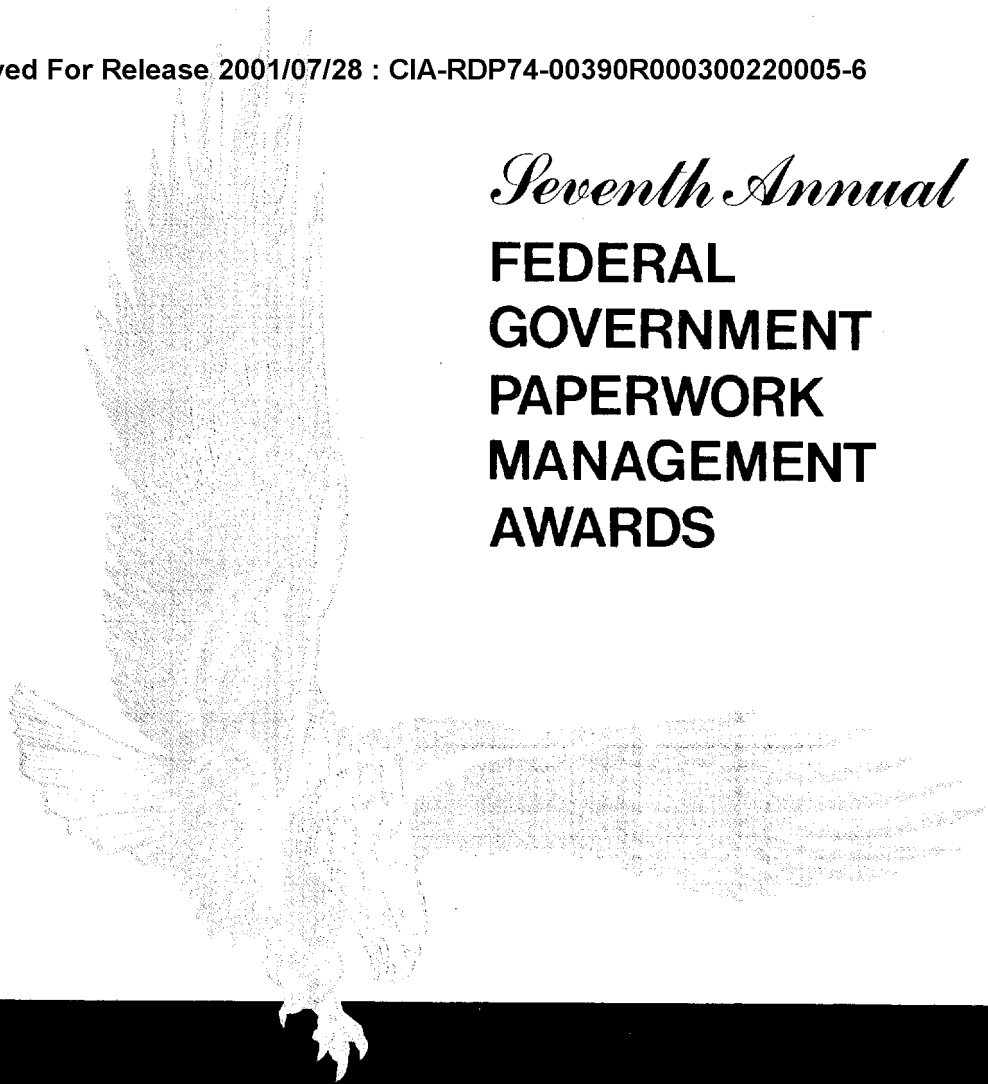 ved For Release 2001/07/28 : CIA-RDP74-00390R000300220005-6
Seventh Annual
FEDERAL
GOVERNMENT
PAPERWORK
MANAGEMENT
AWARDS